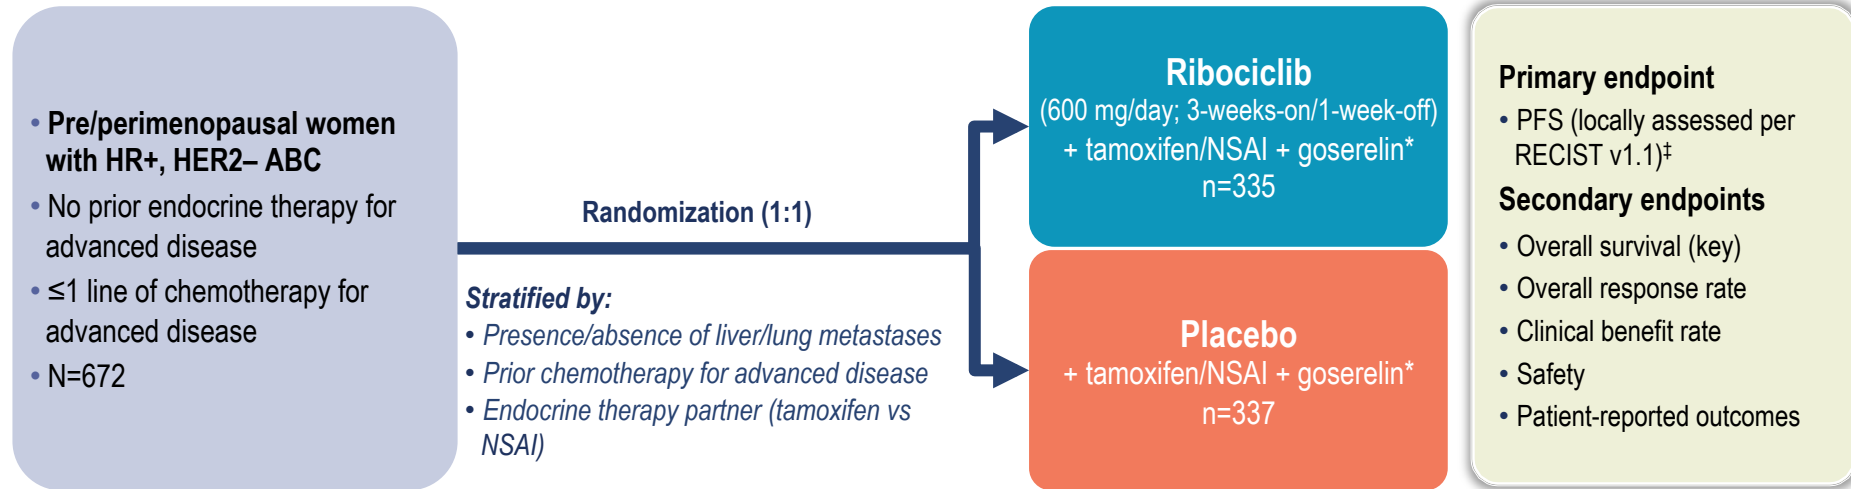 • Pre/perimenopausal women
with HR+, HER2– ABC
• No prior endocrine therapy for
advanced disease
• ≤1 line of chemotherapy for
advanced disease
• N=672
Randomization (1:1)
Stratified by:
• Presence/absence of liver/lung metastases
• Prior chemotherapy for advanced disease
• Endocrine therapy partner (tamoxifen vs
NSAI)
Ribociclib
(600 mg/day; 3-weeks-on/1-week-off)
+ tamoxifen/NSAI + goserelin*
n=335
Placebo
+ tamoxifen/NSAI + goserelin*
n=337
Primary endpoint
• PFS (locally assessed per
RECIST v1.1)‡
Secondary endpoints
• Overall survival (key)
• Overall response rate
• Clinical benefit rate
• Safety
• Patient-reported outcomes